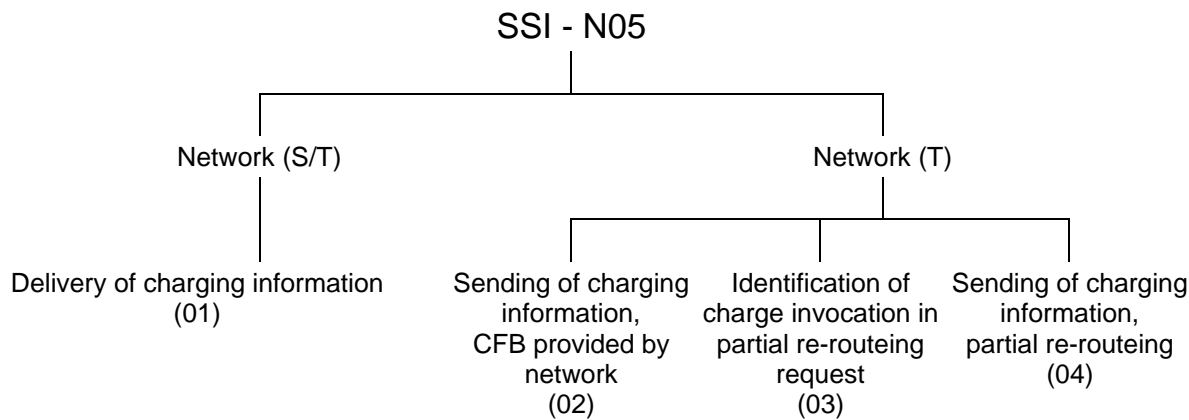 SSI - N05
Network (S/T)
Network (T)
Delivery of charging information
(01)
Sending of charging
information,
CFB provided by
network
(02)
Identification of
charge invocation in
partial re-routeing
request
(03)
Sending of charging
information,
partial re-routeing
(04)